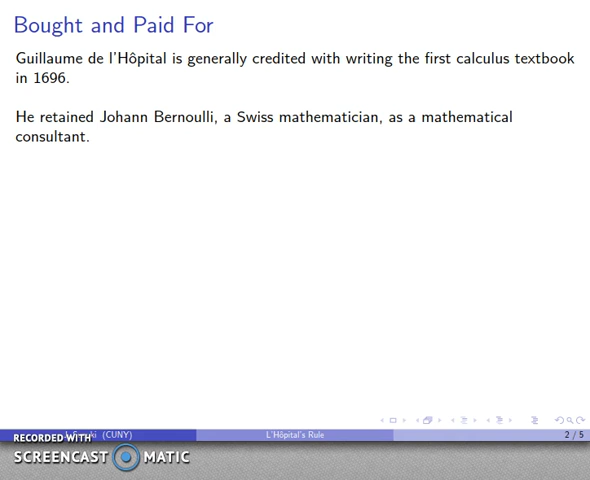 Bought and Paid For
Guillaume de l'Hôpital is generally credited with writing the first calculus textbook
in 1696.
He retained Johann Bernoulli, a Swiss mathematician, as a mathematical
consultant.
(CUNY)
L'Hôpital's Rule
2 / 5
RECORDED WITH
SCREENCAST MATIC